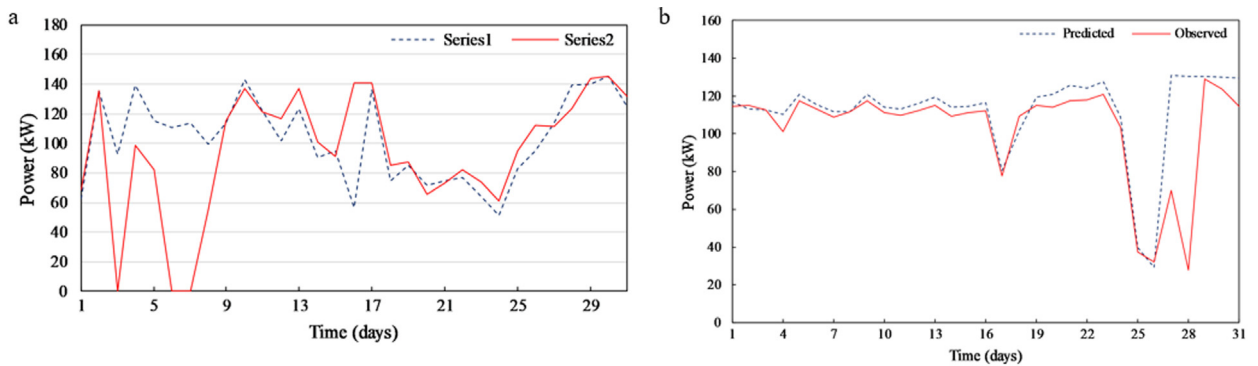 a
180
160
140
120
100
80
60
40
20
0
Power (kW)
Series1 Series2
1 5 9 13 17 21 25 29
Time (days)
b
160
140
120
100
80
60
40
20
0
Power (kW)
Predicted Observed
1 4 7 10 13 16 19 22 25 28 31
Time (days)